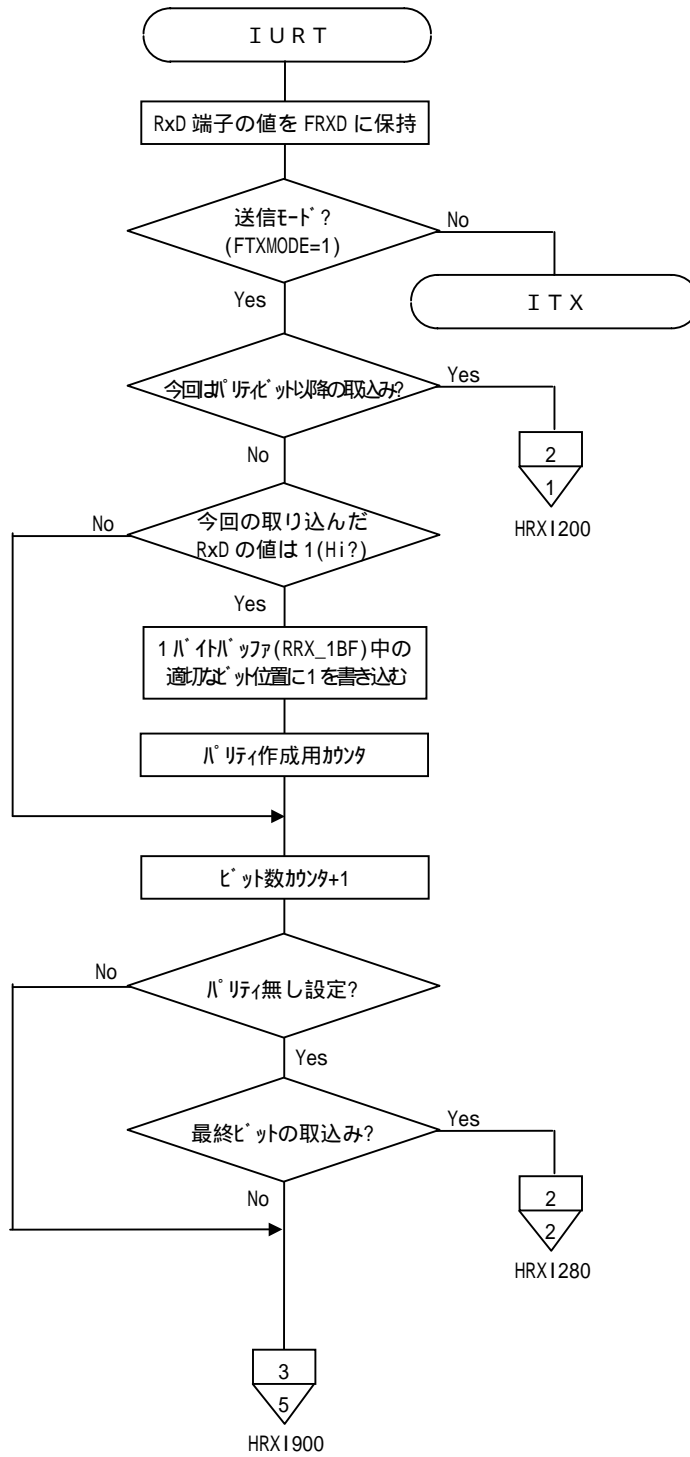 ＩＵＲＴ
RxD 端子の値を FRXD に保持
送信ﾓｰﾄﾞ?
(FTXMODE=1)
No
ＩＴＸ
Yes
今回はﾊﾟﾘﾃｨﾋﾞｯﾄ以降の取込み?
Yes
2
1
HRXI200
No
今回の取り込んだ
RxD の値は 1(Hi?)
No
Yes
1 ﾊﾞｲﾄﾊﾞｯﾌｧ(RRX_1BF)中の
適切なﾋﾞｯﾄ位置に 1 を書き込む
ﾊﾟﾘﾃｨ作成用ｶｳﾝﾀ
ﾋﾞｯﾄ数ｶｳﾝﾀ+1
No
ﾊﾟﾘﾃｨ無し設定?
Yes
最終ﾋﾞｯﾄの取込み?
Yes
2
2
HRXI280
No
3
5
HRXI900